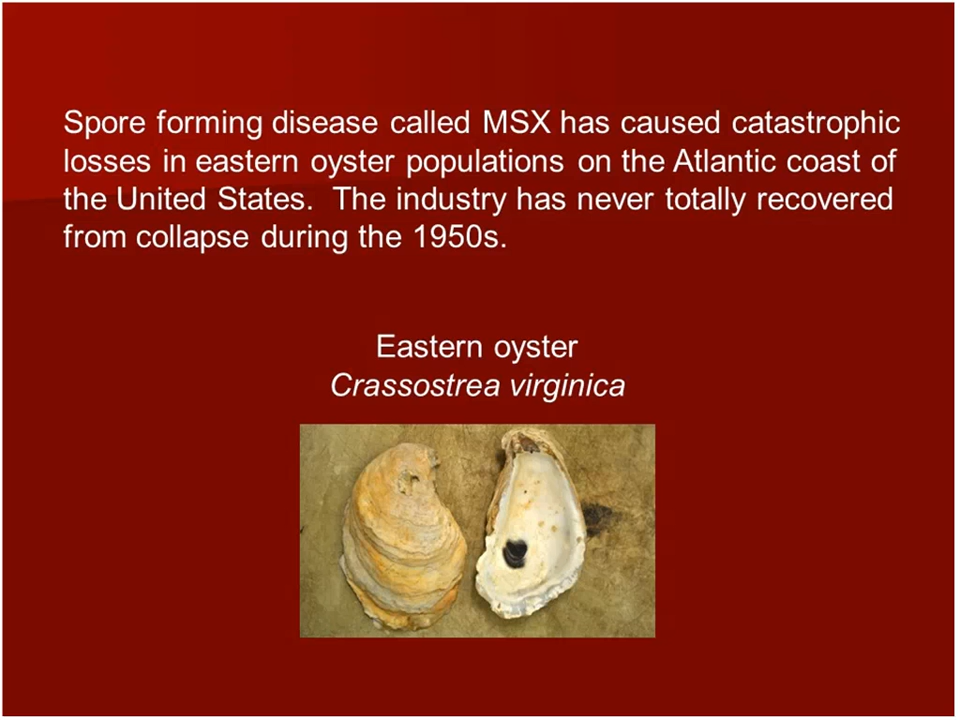 Spore forming disease called MSX has caused catastrophic
losses in eastern oyster populations on the Atlantic coast of
the United States.  The industry has never totally recovered
from collapse during the 1950s.
Eastern oyster
Crassostrea virginica